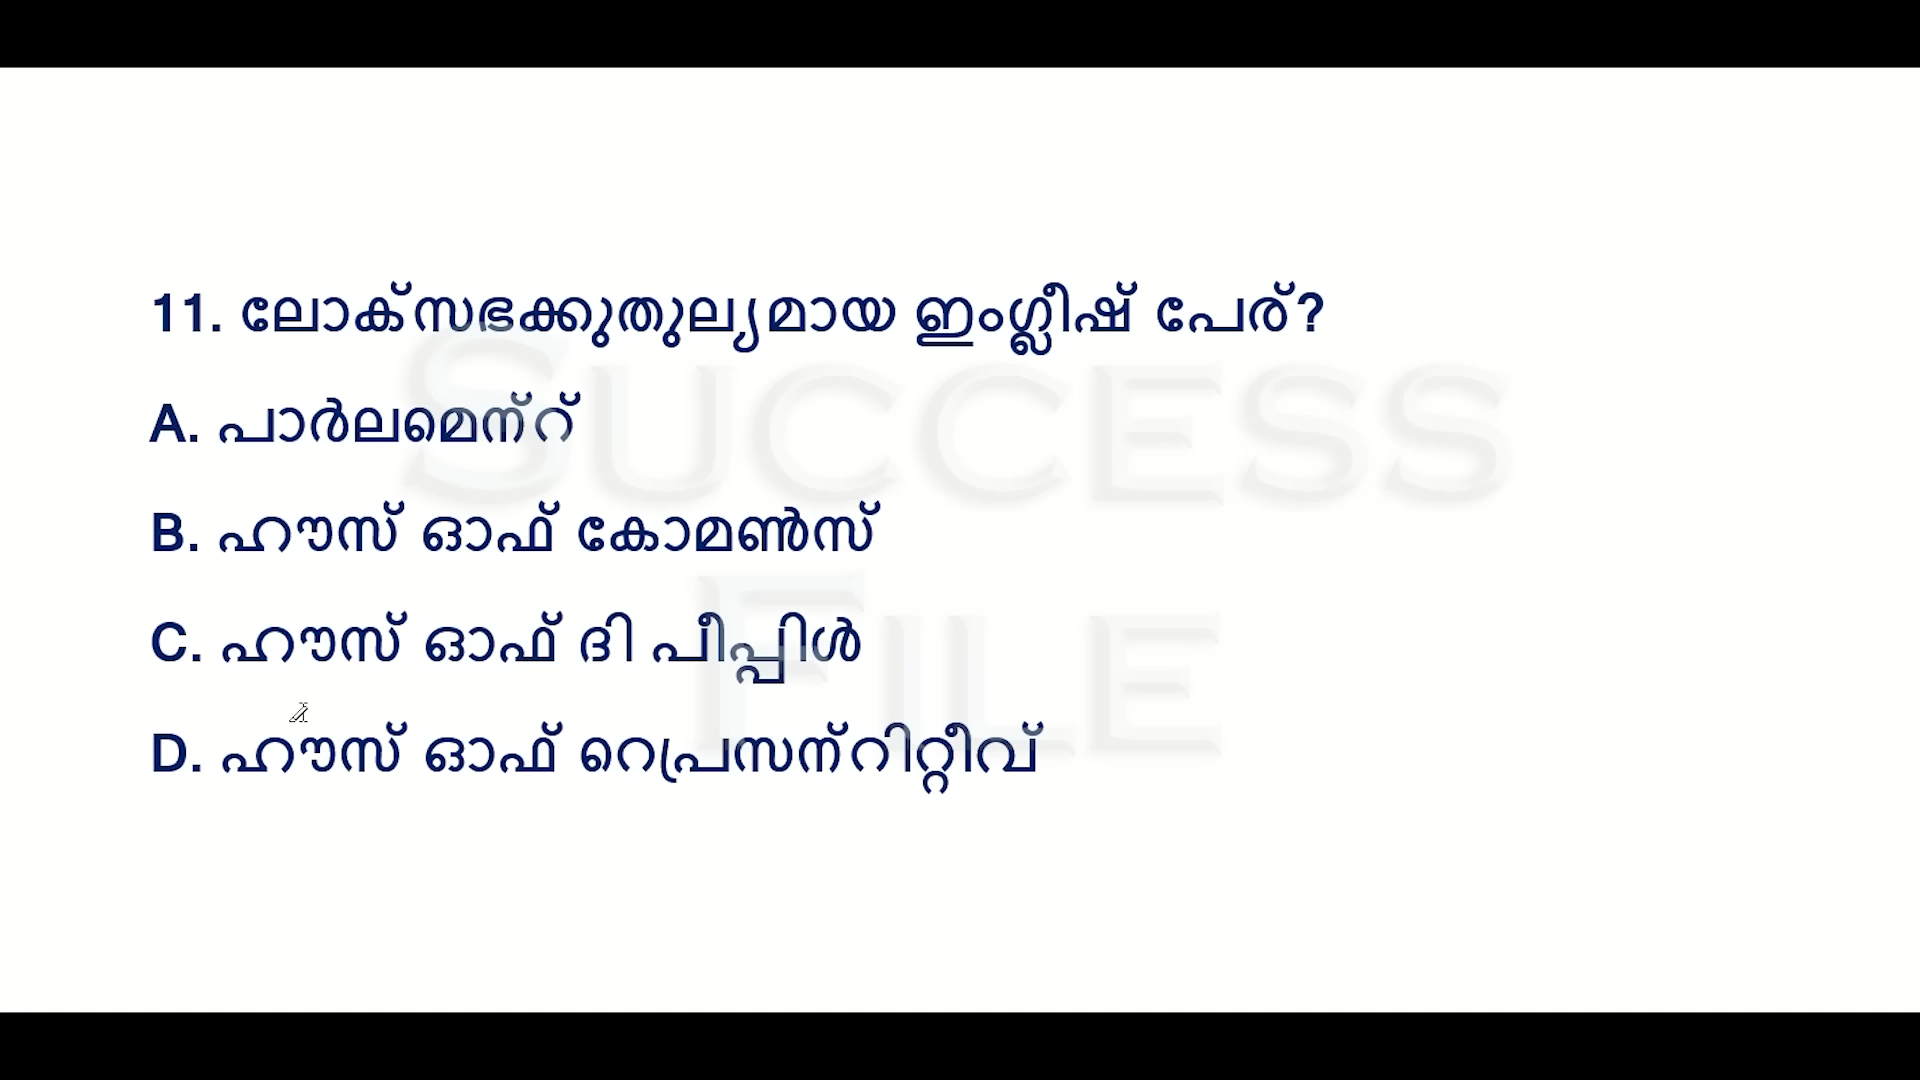 11. ലോക്സഭക്കുതുല്യമായ ഇംഗ്ലീഷ് പേര്?
A. പാർലമെന്റ്
B. ഹൗസ് ഓഫ് കോമൺസ്
C. ഹൗസ് ഓഫ് ദി പീപ്പിൾ
D. ഹൗസ് ഓഫ് റെപ്രസന്റിറ്റീവ്
SUCCESS
FILE